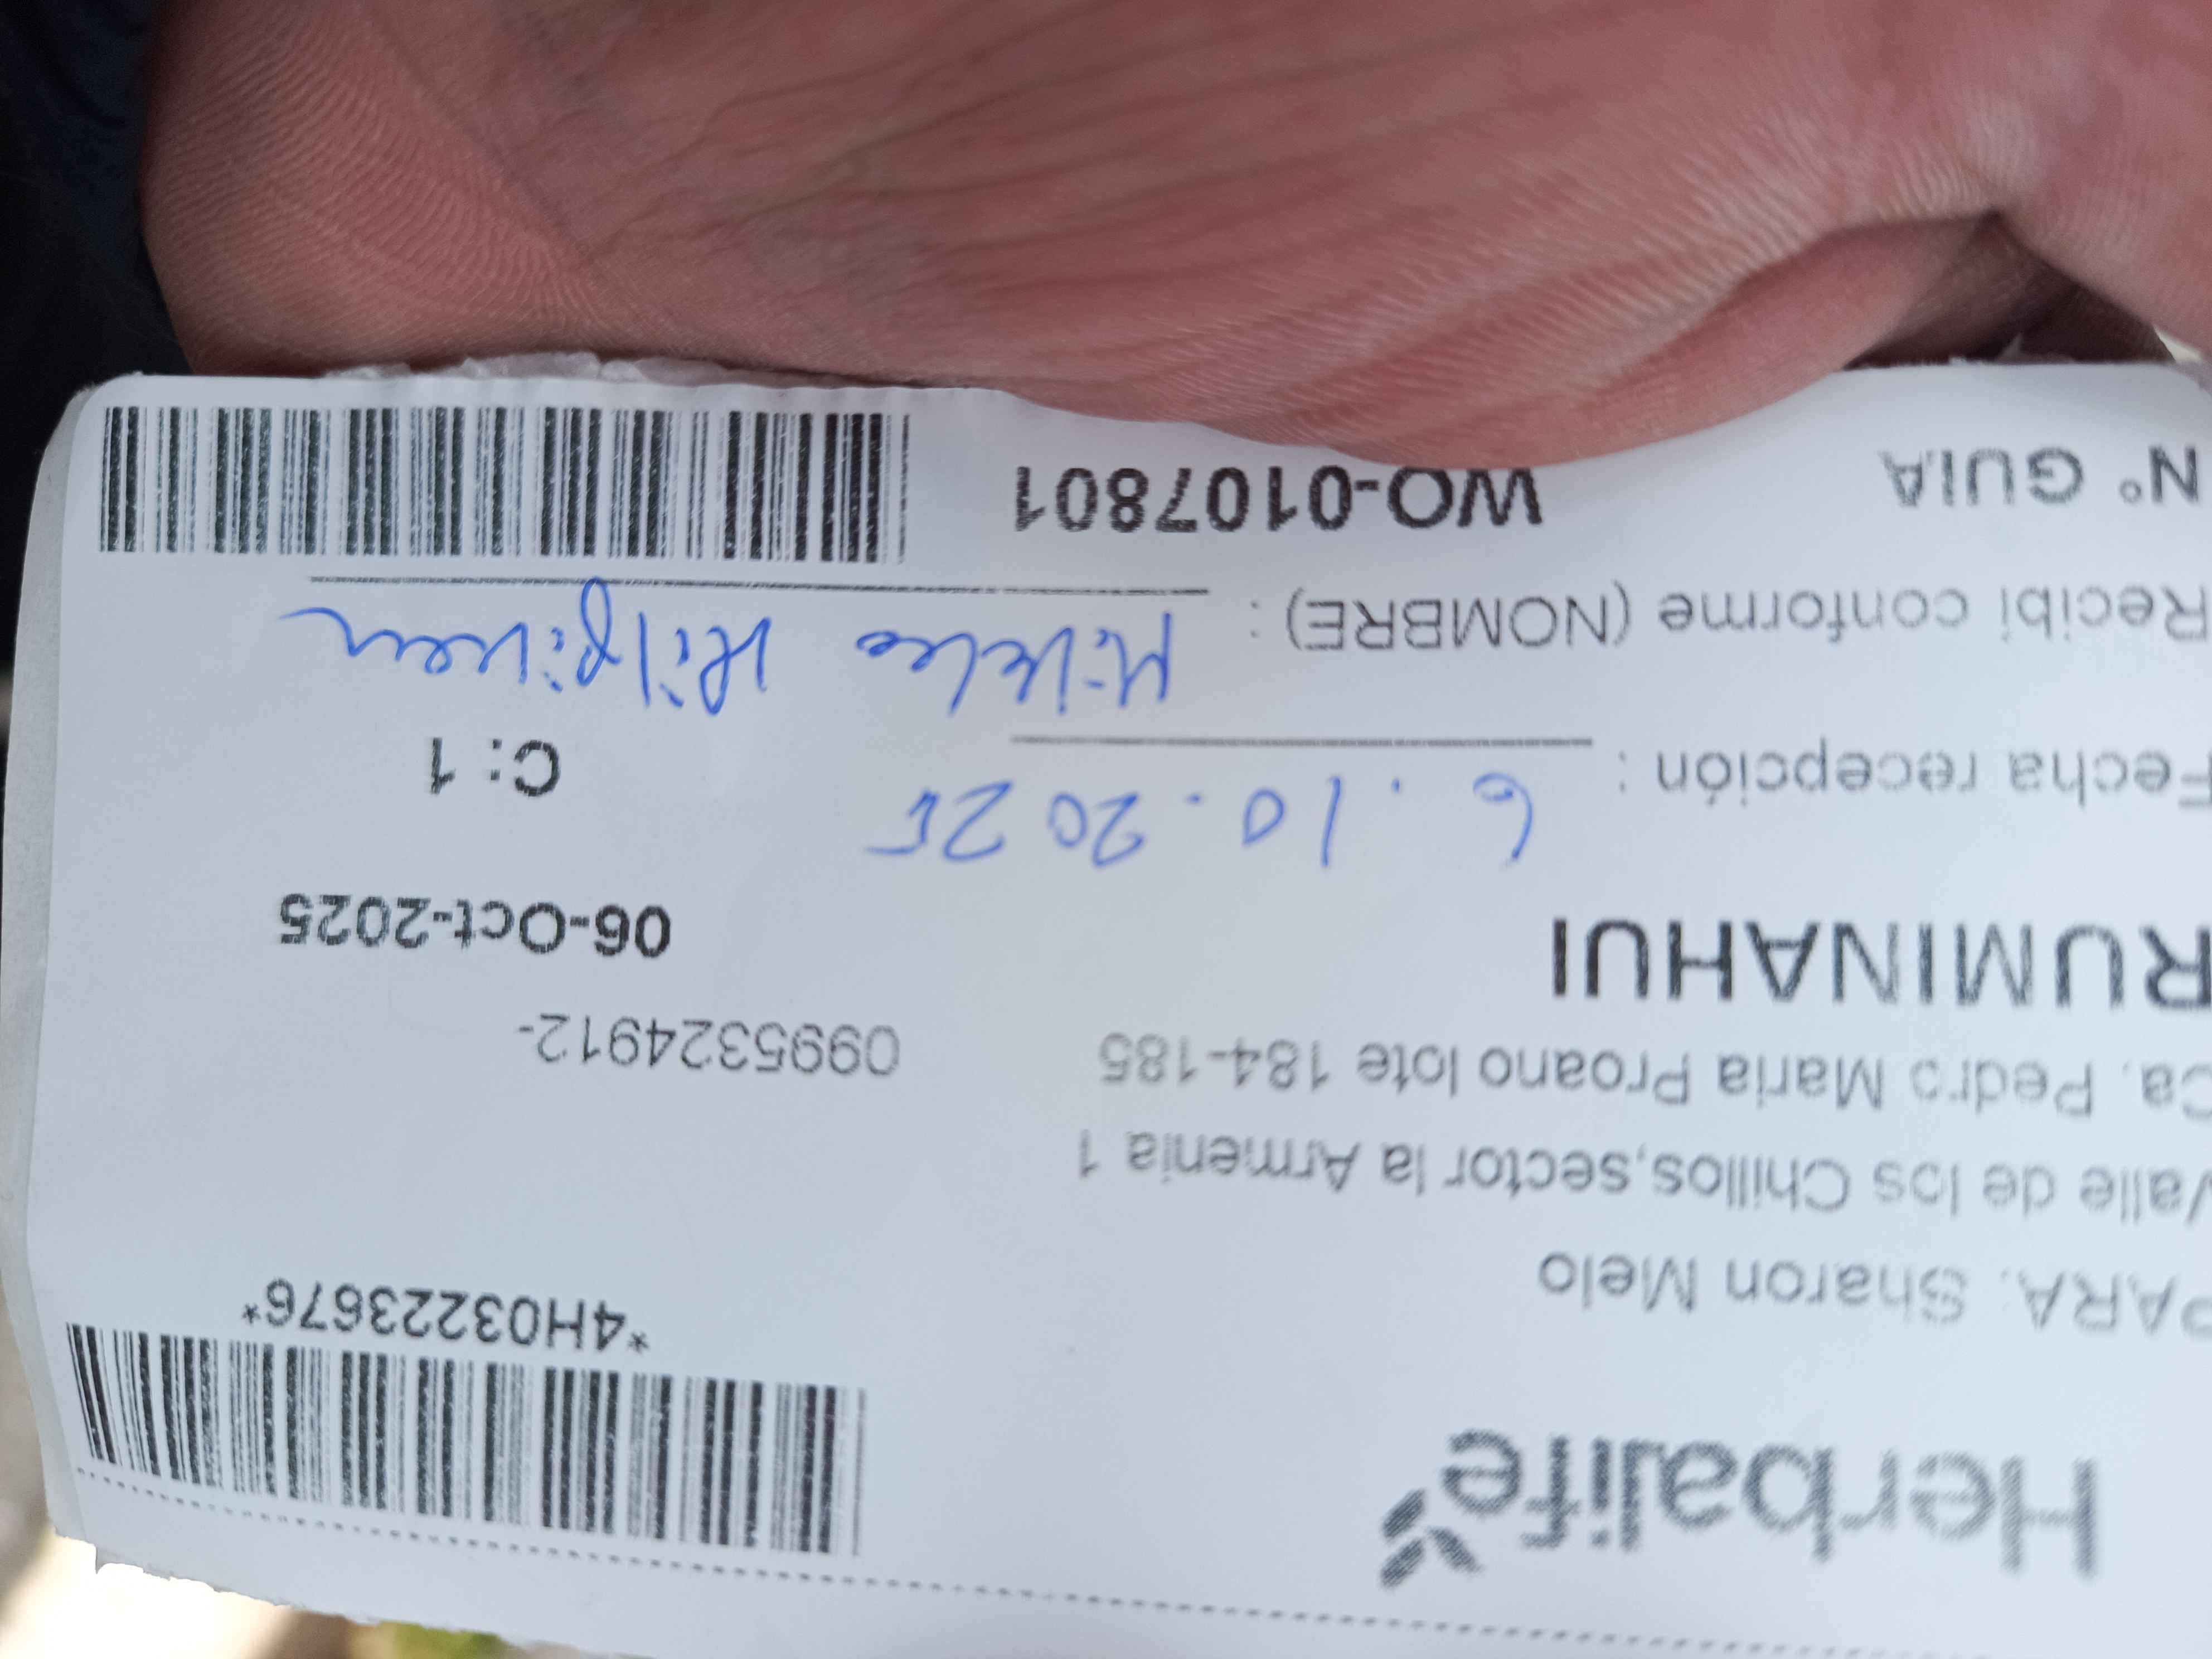 Herbalife
*4H03223676*
PARA. Sharon Melo
Valle de los Chillos,sector la Armenia 1
Ca. Pedro Maria Proano lote 184-185
0995324912-
RUMINAHUI
06-Oct-2025
Fecha recepción : 6.10.2025
C: 1
Recibí conforme (NOMBRE) :
N° GUIA WO-0107801